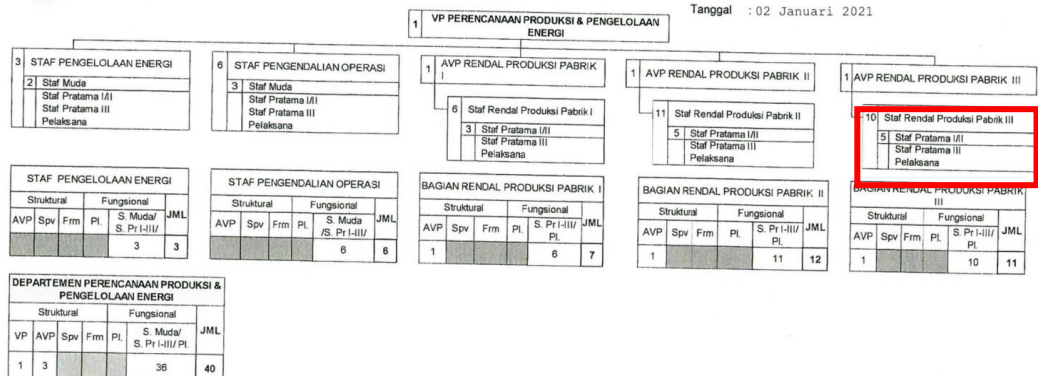 Tanggal : 02 Januari 2021
1 VP PERENCANAAN PRODUKSI & PENGELOLAAN
ENERGI
3 STAF PENGELOLAAN ENERGI
2 Staf Muda
Staf Pratama I/II
Staf Pratama III
Pelaksana
6 STAF PENGENDALIAN OPERASI
3 Staf Muda
Staf Pratama I/II
Staf Pratama III
Pelaksana
1 AVP RENDAL PRODUKSI PABRIK
I
6 Staf Rendal Produksi Pabrik I
3 Staf Pratama I/II
Staf Pratama III
Pelaksana
1 AVP RENDAL PRODUKSI PABRIK II
11 Staf Rendal Produksi Pabrik II
5 Staf Pratama I/II
Staf Pratama III
Pelaksana
1 AVP RENDAL PRODUKSI PABRIK III
10 Staf Rendal Produksi Pabrik III
5 Staf Pratama I/II
Staf Pratama III
Pelaksana
STAF PENGELOLAAN ENERGI
Struktural Fungsional JML
AVP Spv Frm Pl. S. Muda/
S. Pr I-III/
3 3
STAF PENGENDALIAN OPERASI
Struktural Fungsional JML
AVP Spv Frm Pl. S. Muda
/S. Pr I-III/
6 6
BAGIAN RENDAL PRODUKSI PABRIK I
Struktural Fungsional JML
AVP Spv Frm Pl. S. Pr I-III/
Pl.
1 6 7
BAGIAN RENDAL PRODUKSI PABRIK II
Struktural Fungsional JML
AVP Spv Frm Pl. S. Pr I-III/
Pl.
1 11 12
BAGIAN RENDAL PRODUKSI PABRIK
III
Struktural Fungsional JML
AVP Spv Frm Pl. S. Pr I-III/
Pl.
1 10 11
DEPARTEMEN PERENCANAAN PRODUKSI &
PENGELOLAAN ENERGI
Struktural Fungsional JML
VP AVP Spv Frm Pl. S. Muda/
S. Pr I-III/ Pl.
1 3 36 40